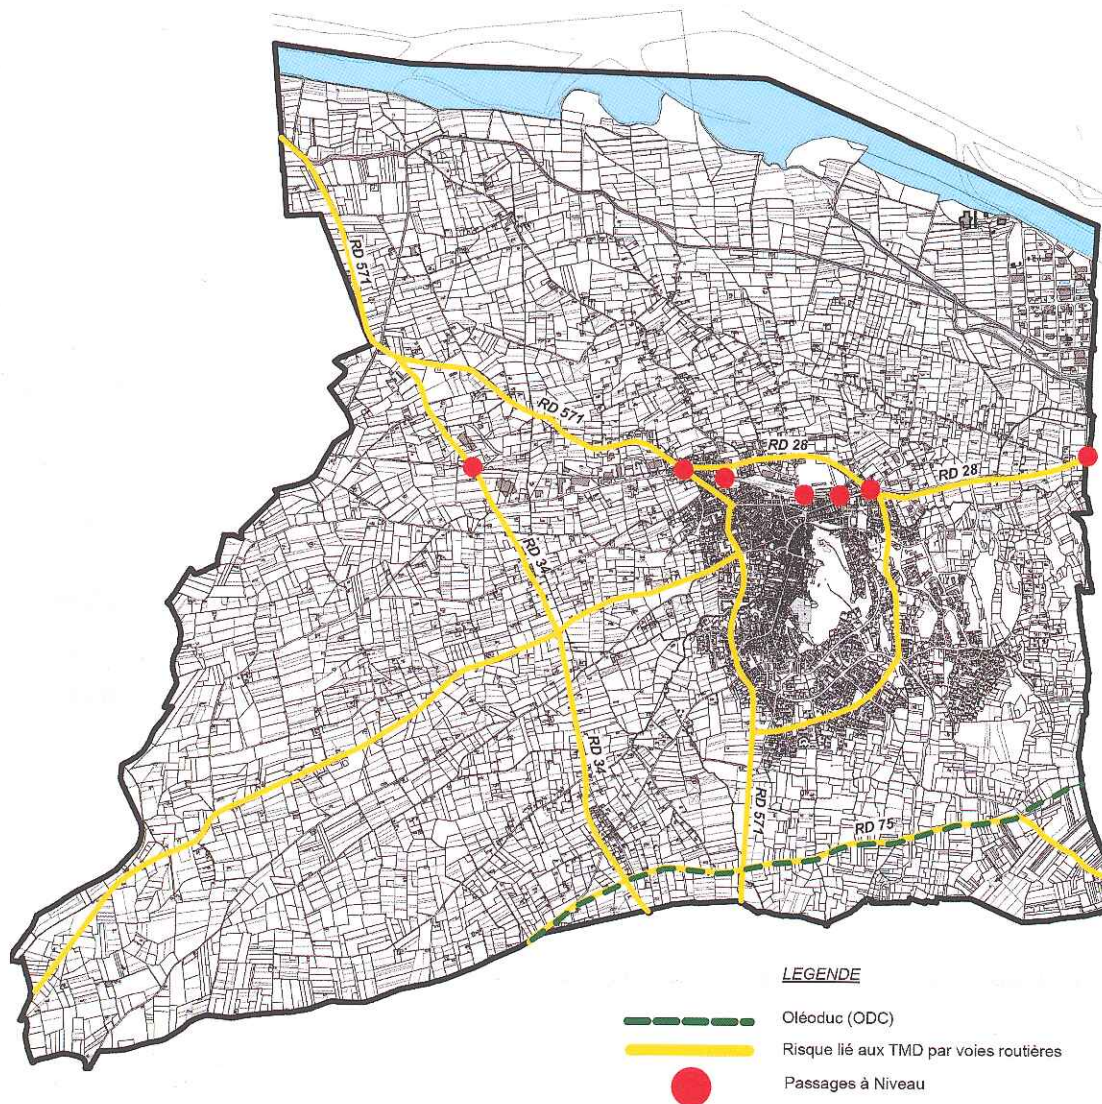 RD 571
RD 571
RD 28
RD 28
RD 34
RD 34
RD 571
RD 75
LEGENDE
Oléoduc (ODC)
Risque lié aux TMD par voies routières
Passages à Niveau